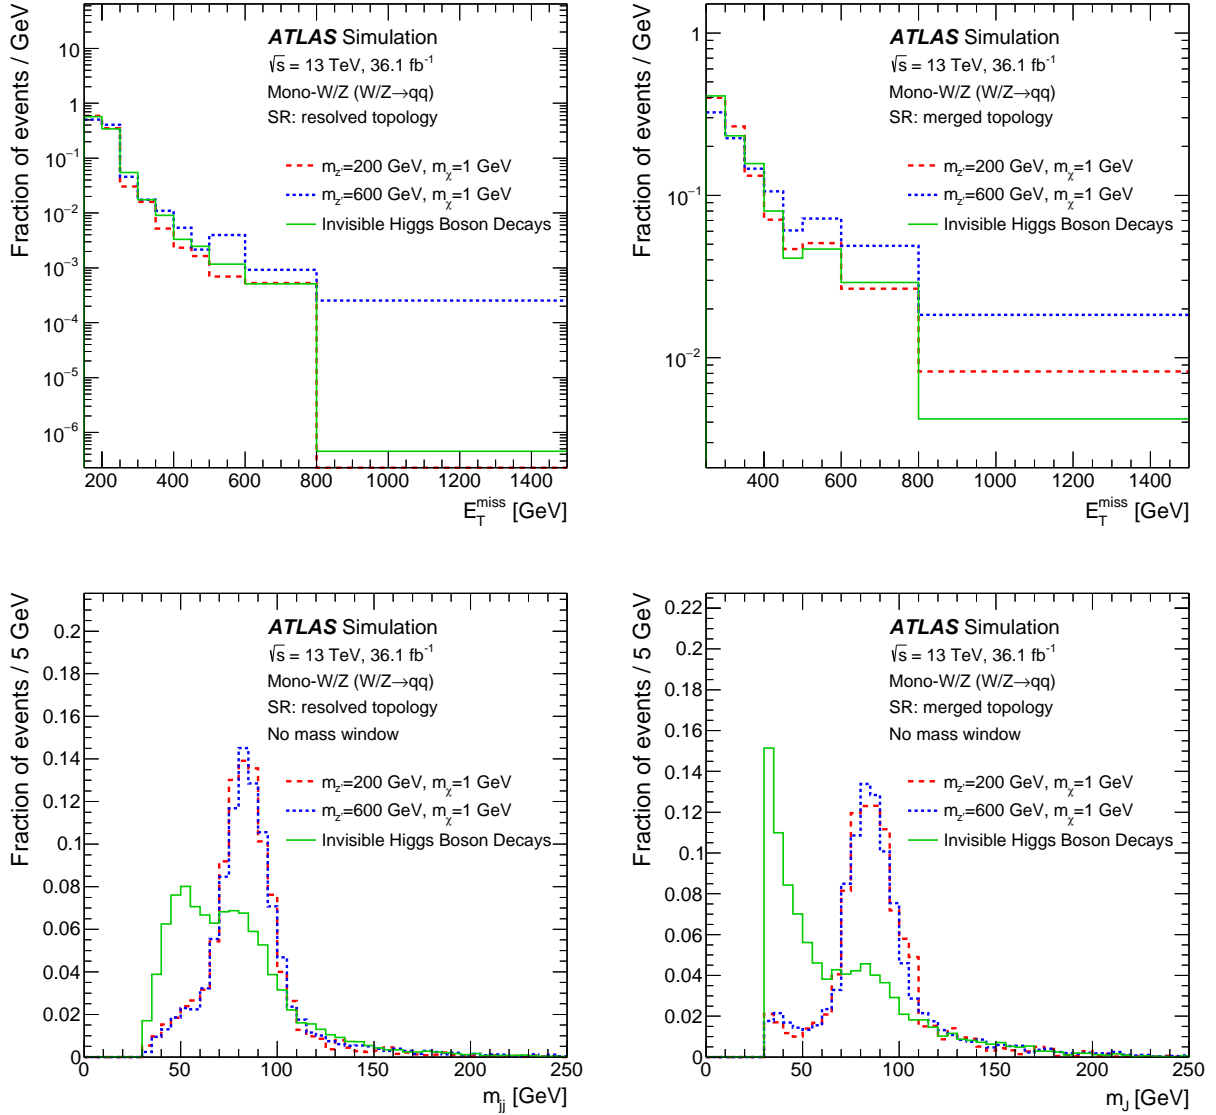 Fraction of events / GeV
10
1
10⁻¹
10⁻²
10⁻³
10⁻⁴
10⁻⁵
10⁻⁶
ATLAS Simulation
√s = 13 TeV, 36.1 fb⁻¹
Mono-W/Z (W/Z→qq)
SR: resolved topology
m_z'=200 GeV, m_χ=1 GeV
m_z'=600 GeV, m_χ=1 GeV
Invisible Higgs Boson Decays
200 400 600 800 1000 1200 1400
E_T^miss [GeV]
Fraction of events / GeV
1
10⁻¹
10⁻²
ATLAS Simulation
√s = 13 TeV, 36.1 fb⁻¹
Mono-W/Z (W/Z→qq)
SR: merged topology
m_z'=200 GeV, m_χ=1 GeV
m_z'=600 GeV, m_χ=1 GeV
Invisible Higgs Boson Decays
400 600 800 1000 1200 1400
E_T^miss [GeV]
Fraction of events / 5 GeV
0.2
0.18
0.16
0.14
0.12
0.1
0.08
0.06
0.04
0.02
0
ATLAS Simulation
√s = 13 TeV, 36.1 fb⁻¹
Mono-W/Z (W/Z→qq)
SR: resolved topology
No mass window
m_z'=200 GeV, m_χ=1 GeV
m_z'=600 GeV, m_χ=1 GeV
Invisible Higgs Boson Decays
0 50 100 150 200 250
m_jj [GeV]
Fraction of events / 5 GeV
0.22
0.2
0.18
0.16
0.14
0.12
0.1
0.08
0.06
0.04
0.02
0
ATLAS Simulation
√s = 13 TeV, 36.1 fb⁻¹
Mono-W/Z (W/Z→qq)
SR: merged topology
No mass window
m_z'=200 GeV, m_χ=1 GeV
m_z'=600 GeV, m_χ=1 GeV
Invisible Higgs Boson Decays
0 50 100 150 200 250
m_J [GeV]